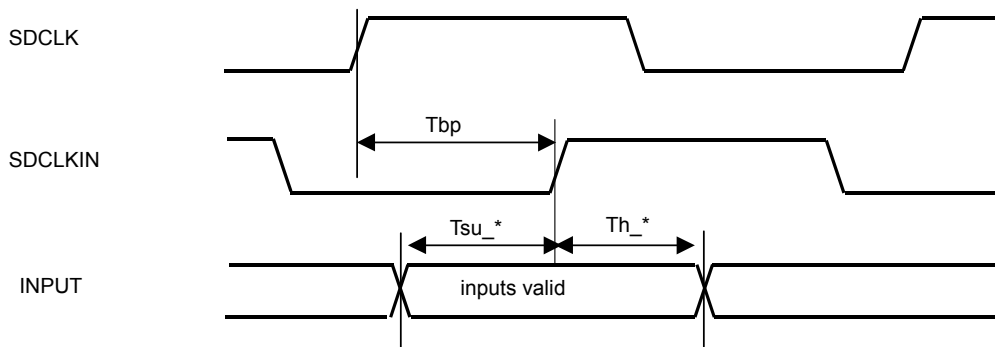 SDCLK
Tbp
SDCLKIN
Tsu_*
Th_*
INPUT
inputs valid